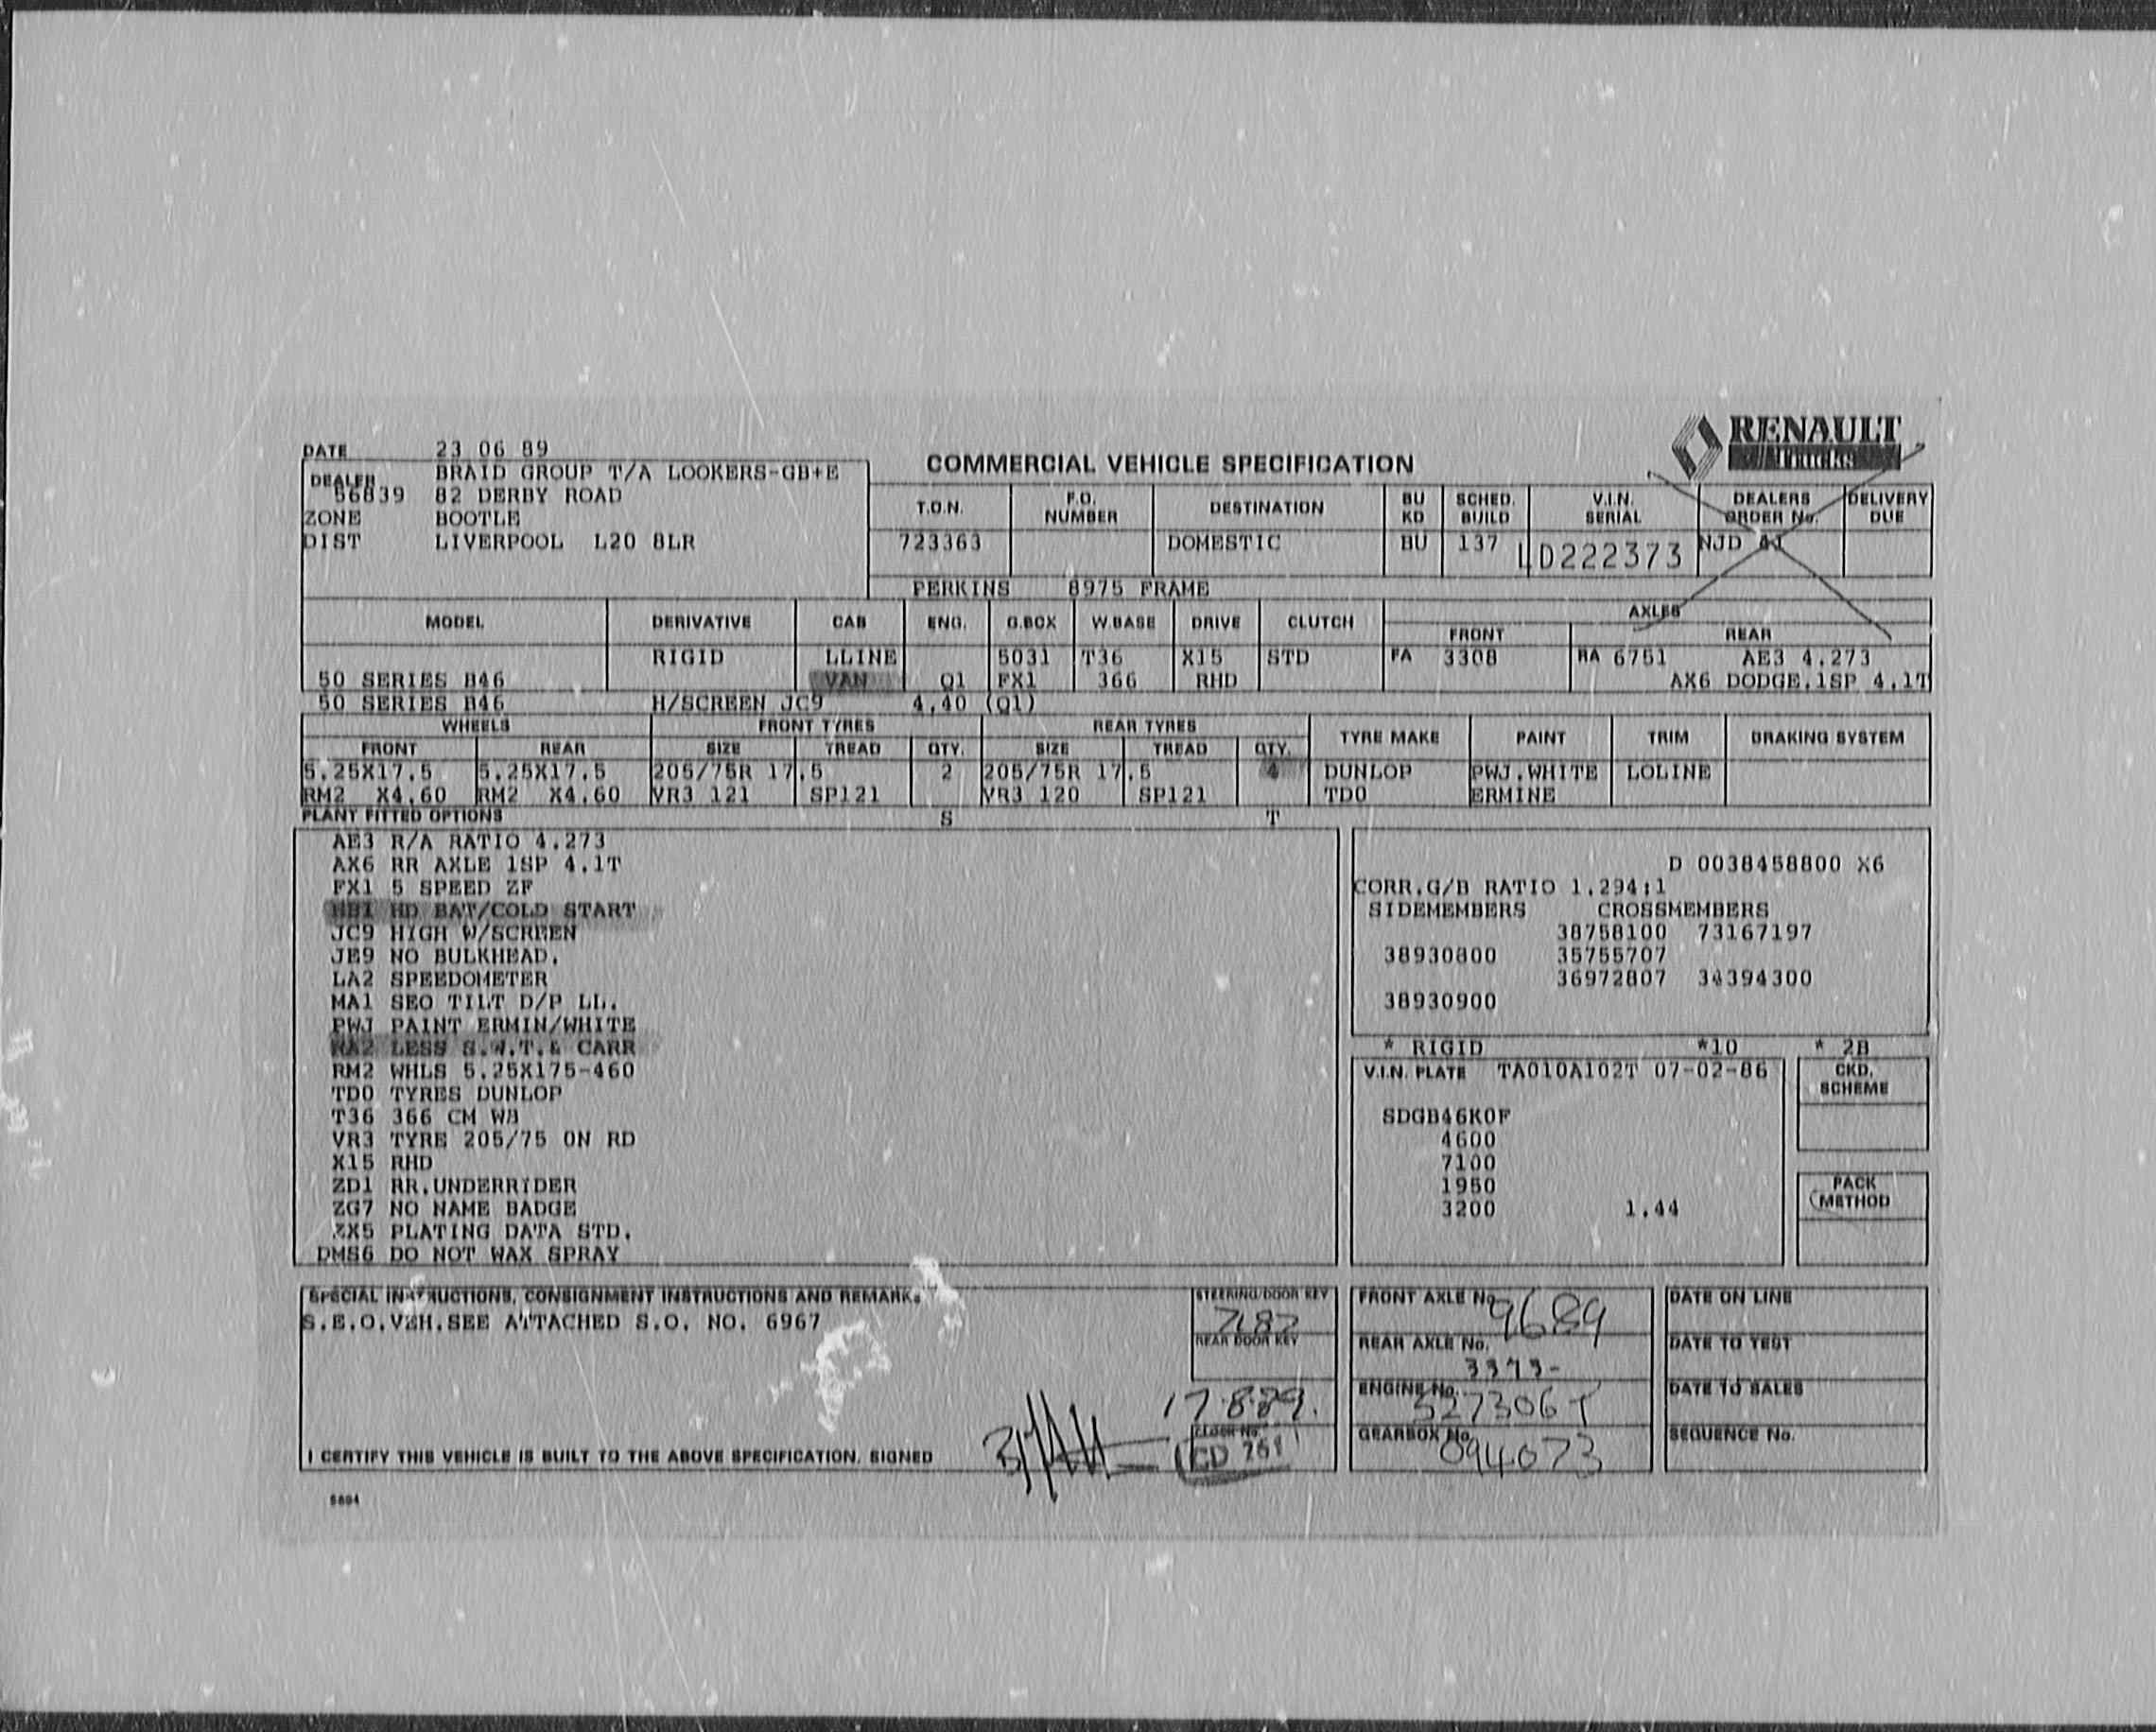 RENAULT
Trucks
DATE 23 06 89
DEALER BRAID GROUP T/A LOOKERS-GB+E
56839 82 DERBY ROAD
ZONE BOOTLE
DIST LIVERPOOL L20 8LR
COMMERCIAL VEHICLE SPECIFICATION
T.O.N. F.O. NUMBER DESTINATION BU KD SCHED. BUILD V.I.N. SERIAL DEALERS ORDER No. DELIVERY DUE
723363 DOMESTIC BU 137 LD222373 NJD
PERKINS 8975 FRAME
MODEL DERIVATIVE CAB ENG. G.BOX W.BASE DRIVE CLUTCH AXLES
FRONT REAR
RIGID LLINE 5031 T36 X15 STD FA 3308 RA 6751 AE3 4.273
50 SERIES B46 VAN Q1 FX1 366 RHD AX6 DODGE.1SP 4.1T
50 SERIES B46 H/SCREEN JC9 4,40 (Q1)
WHEELS FRONT TYRES REAR TYRES TYRE MAKE PAINT TRIM BRAKING SYSTEM
FRONT REAR SIZE TREAD QTY. SIZE TREAD QTY.
5.25X17.5 5.25X17.5 205/75R 17.5 2 205/75R 17.5 4 DUNLOP PWJ.WHITE LOLINE
RM2 X4.60 RM2 X4.60 VR3 121 SP121 VR3 120 SP121 TD0 ERMINE
PLANT FITTED OPTIONS S T
AE3 R/A RATIO 4.273
AX6 RR AXLE 1SP 4.1T
FX1 5 SPEED ZF
HB1 HD BAT/COLD START
JC9 HIGH W/SCREEN
JE9 NO BULKHEAD.
LA2 SPEEDOMETER
MA1 SEO TILT D/P LL.
PWJ PAINT ERMIN/WHITE
RA2 LESS S.W.T.& CARR
RM2 WHLS 5.25X175-460
TD0 TYRES DUNLOP
T36 366 CM WB
VR3 TYRE 205/75 ON RD
X15 RHD
ZD1 RR.UNDERRIDER
ZG7 NO NAME BADGE
ZX5 PLATING DATA STD.
DMS6 DO NOT WAX SPRAY
D 0038458800 X6
CORR.G/B RATIO 1.294:1
SIDEMEMBERS CROSSMEMBERS
38758100 73167197
38930800 35755707
36972807 34394300
38930900
* RIGID *10 * 2B
V.I.N. PLATE TA010A102T 07-02-86
CKD. SCHEME
SDGB46K0F
4600
7100
1950
3200 1.44
PACK METHOD
SPECIAL INSTRUCTIONS, CONSIGNMENT INSTRUCTIONS AND REMARKS
S.E.O.VEH.SEE ATTACHED S.O. NO. 6967
STEERING/DOOR KEY
7182
REAR DOOR KEY
17.8.89.
CLOCK No.
CD 761
I CERTIFY THIS VEHICLE IS BUILT TO THE ABOVE SPECIFICATION. SIGNED
FRONT AXLE No. 9689
REAR AXLE No.
3393-
ENGINE No.
527306T
GEARBOX No.
094073
DATE ON LINE
DATE TO TEST
DATE TO SALES
SEQUENCE No.
5804